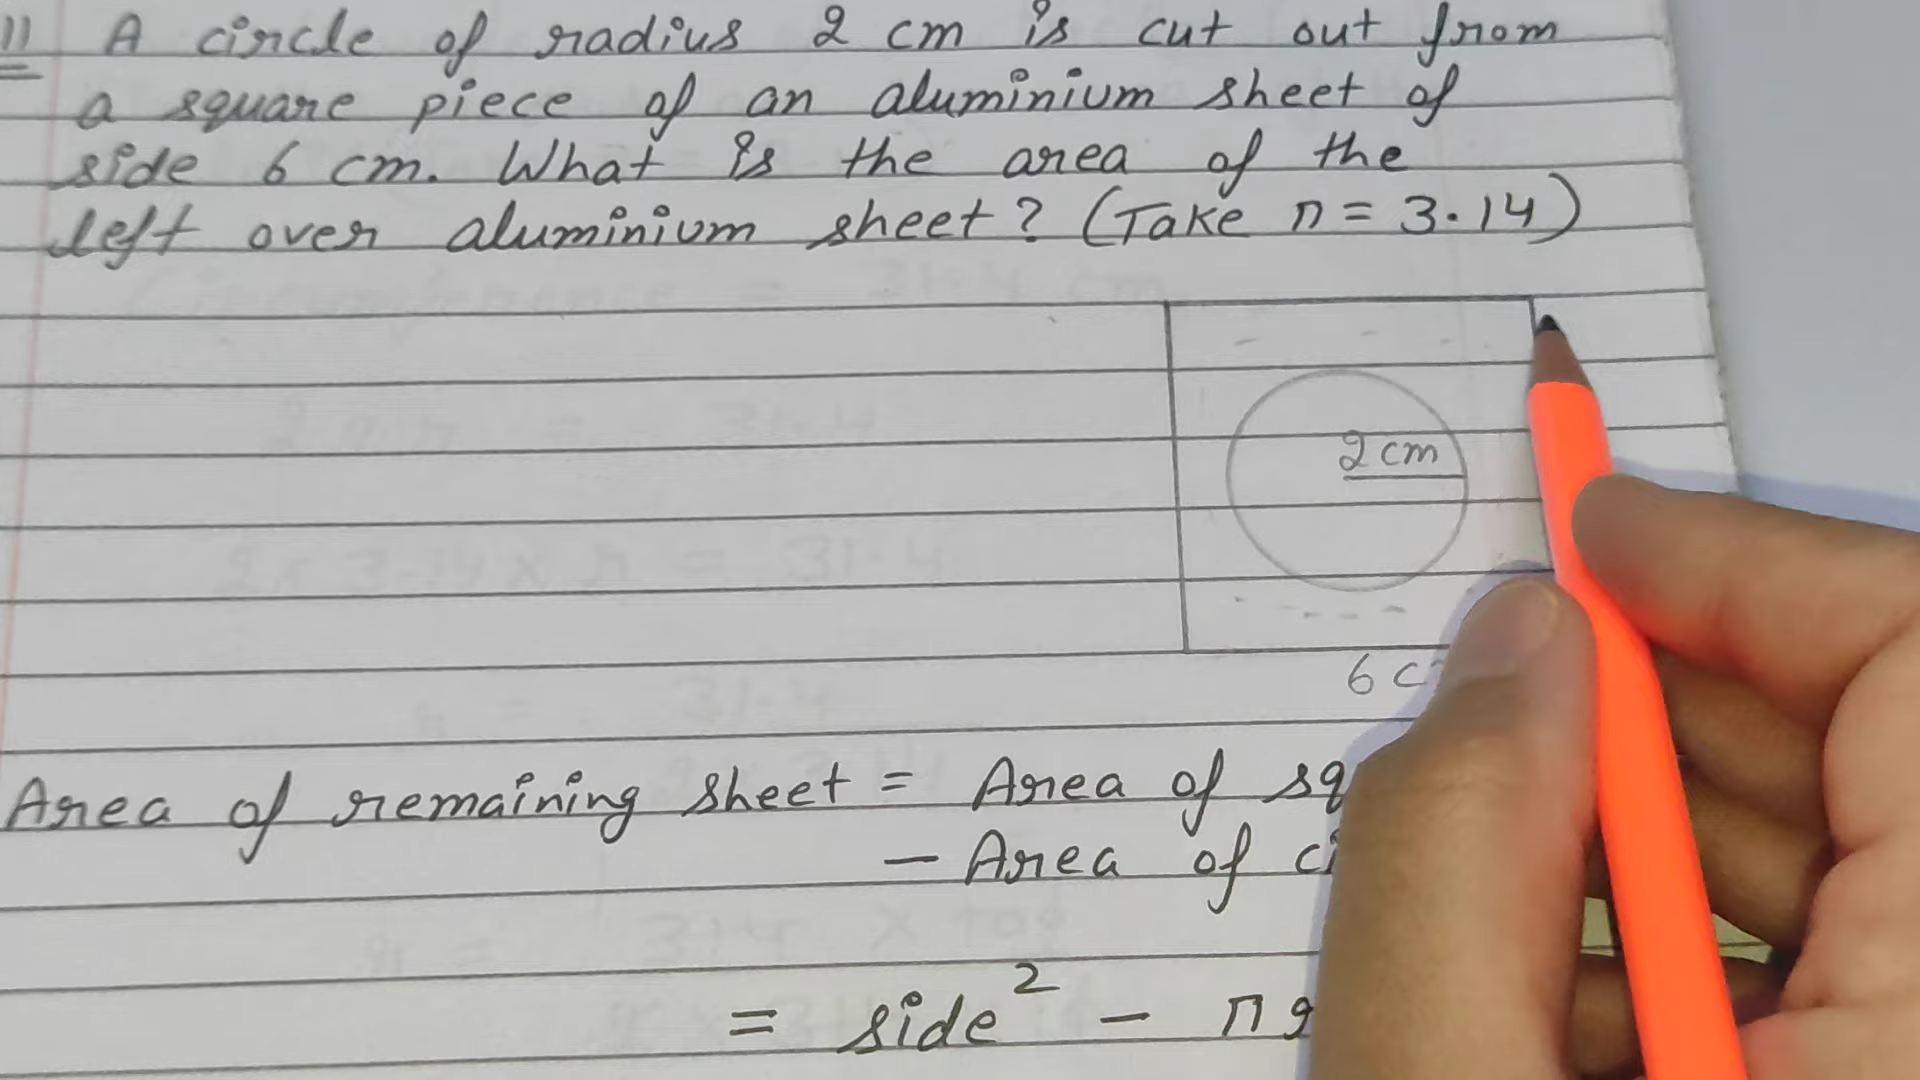 11) A circle of radius 2 cm is cut out from
a square piece of an aluminium sheet of
side 6 cm. What is the area of the
left over aluminium sheet? (Take π = 3.14)
2 cm
6
Area of remaining sheet = Area of
- Area of
= side² - π